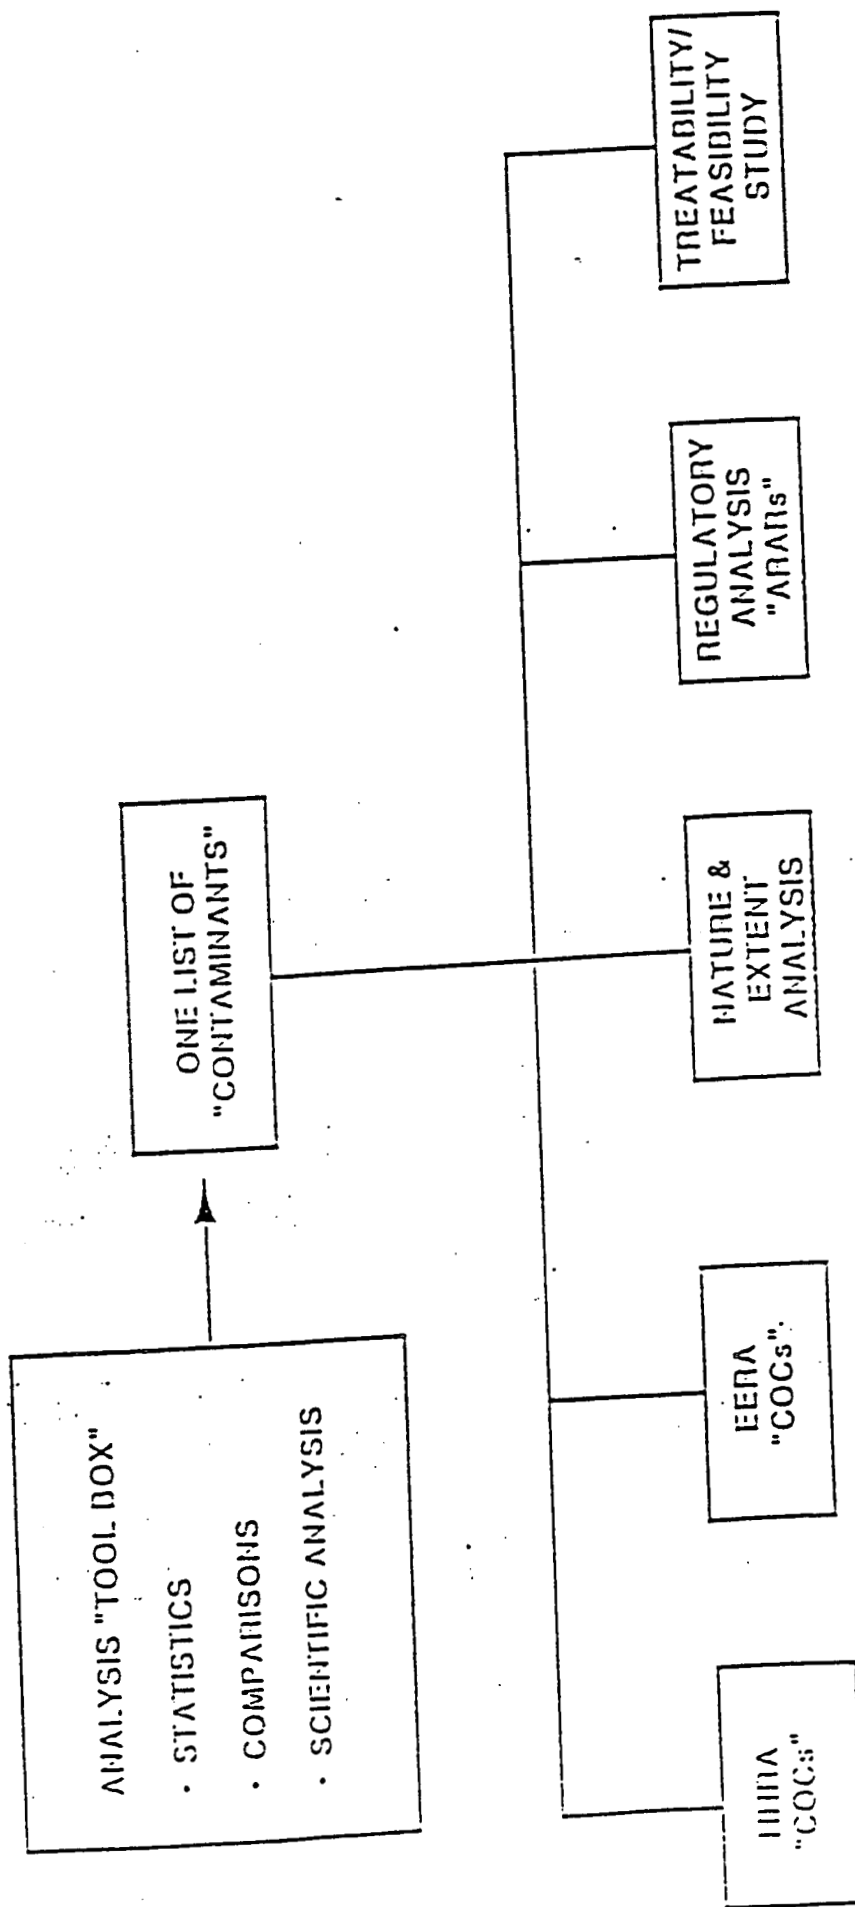 ANALYSIS "TOOL BOX"
• STATISTICS
• COMPARISONS
• SCIENTIFIC ANALYSIS
ONE LIST OF
"CONTAMINANTS"
HHRA
"COCs"
EERA
"COCs".
NATURE &
EXTENT
ANALYSIS
REGULATORY
ANALYSIS
"ARARs"
TREATABILITY/
FEASIBILITY
STUDY